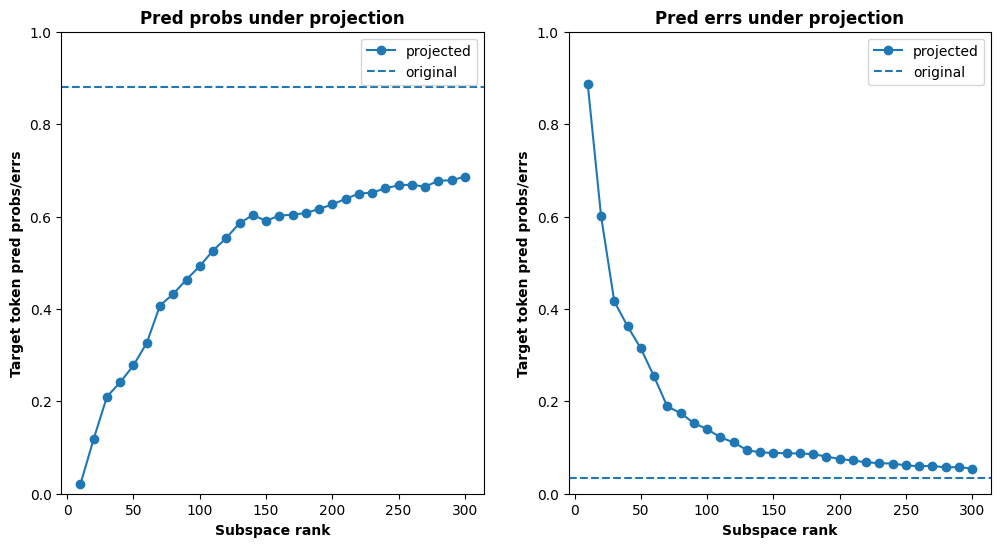 Pred probs under projection
projected
original
Target token pred probs/errs
1.0
0.8
0.6
0.4
0.2
0.0
0
50
100
150
200
250
300
Subspace rank
Pred errs under projection
projected
original
Target token pred probs/errs
1.0
0.8
0.6
0.4
0.2
0.0
0
50
100
150
200
250
300
Subspace rank